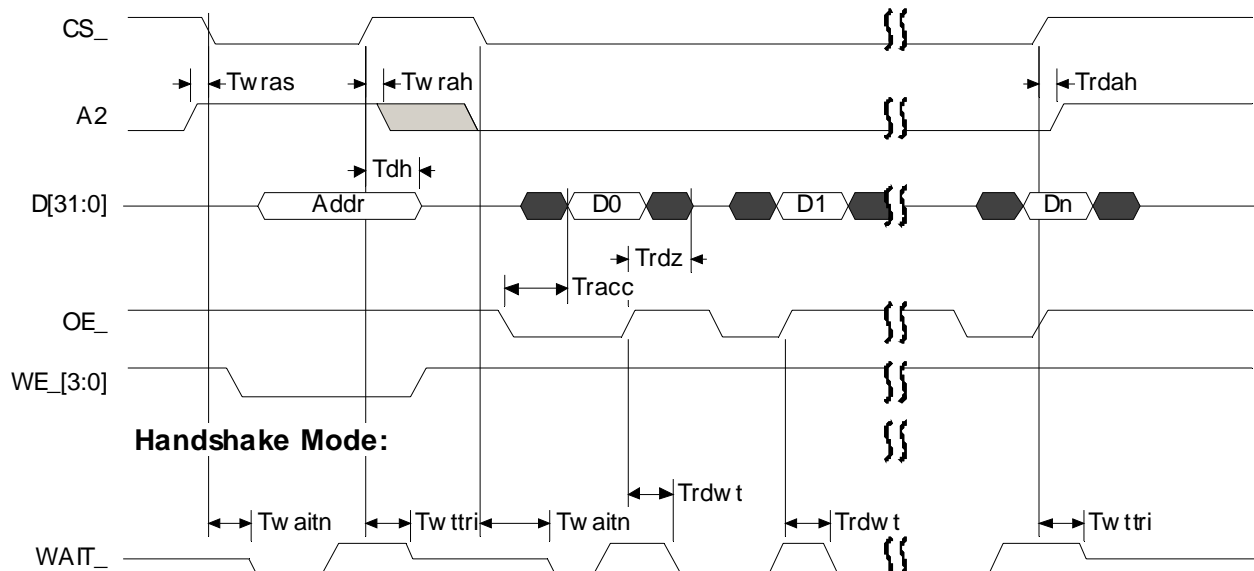 CS_
Twras
Twrah
Trdah
A2
Tdh
D[31:0]
Addr
D0
D1
Dn
Trdz
Tracc
OE_
WE_[3:0]
Handshake Mode:
Trdwt
Twaitn
Twttri
Twaitn
Trdwt
Twttri
WAIT_